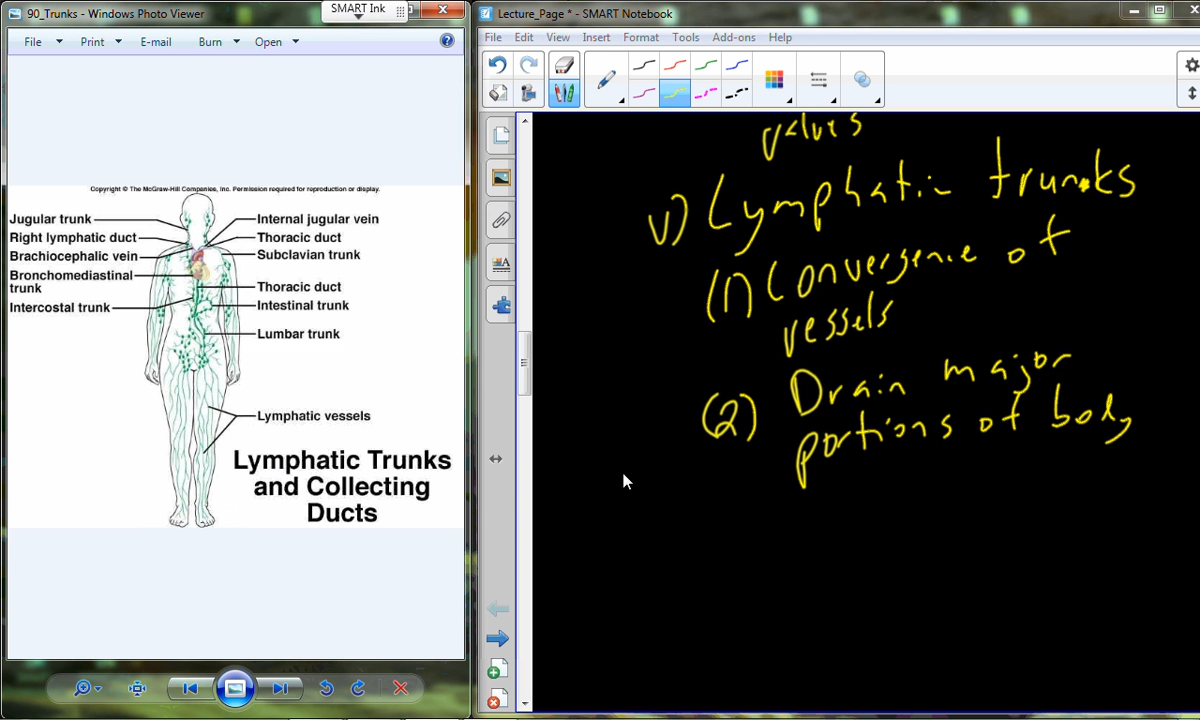 90_Trunks - Windows Photo Viewer
SMART Ink
File Print E-mail Burn Open
Copyright © The McGraw-Hill Companies, Inc. Permission required for reproduction or display.
Jugular trunk
Right lymphatic duct
Brachiocephalic vein
Bronchomediastinal
trunk
Intercostal trunk
Internal jugular vein
Thoracic duct
Subclavian trunk
Thoracic duct
Intestinal trunk
Lumbar trunk
Lymphatic vessels
Lymphatic Trunks
and Collecting
Ducts
Lecture_Page * - SMART Notebook
File Edit View Insert Format Tools Add-ons Help
valves
v) Lymphatic trunks
(1) Convergence of
vessels
(2) Drain major
portions of body